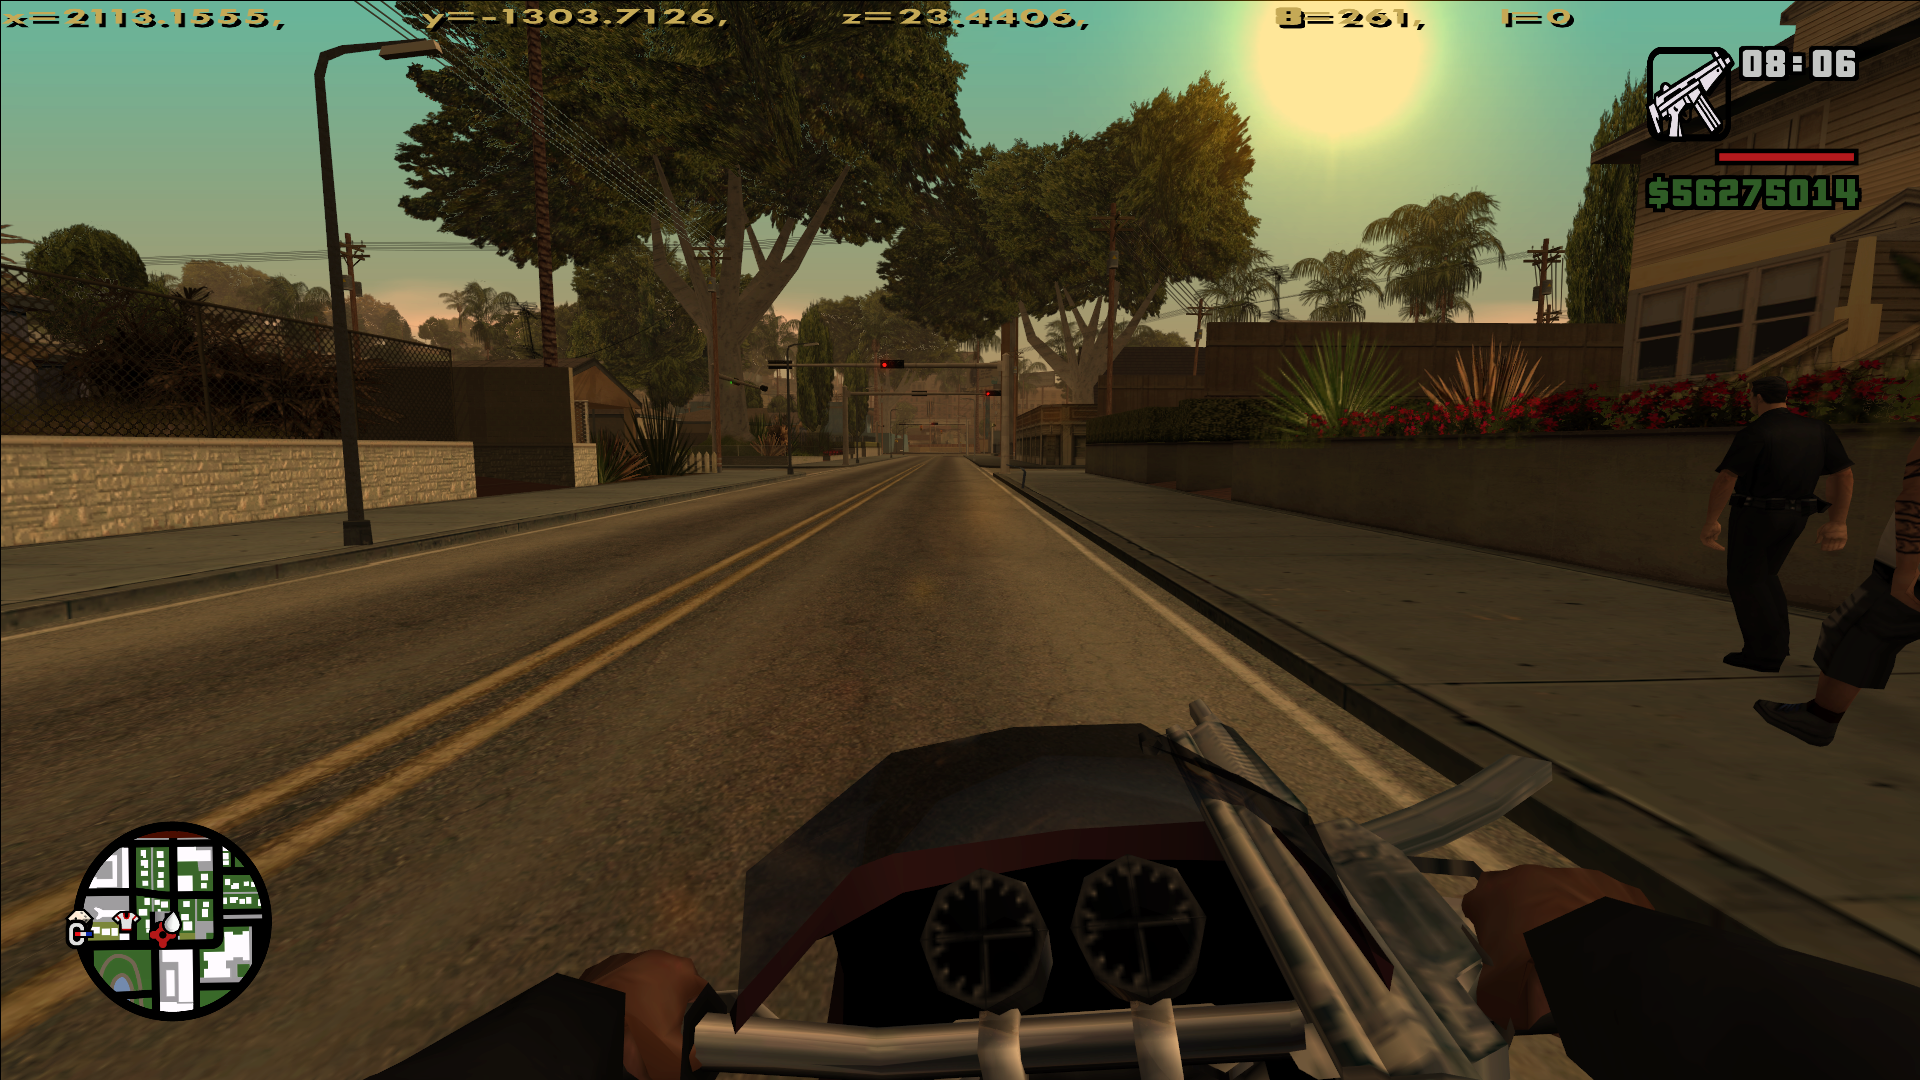 x=2113.1555, y=-1303.7126, z=23.4406, B=261, i=0
08:06
$56275014
C